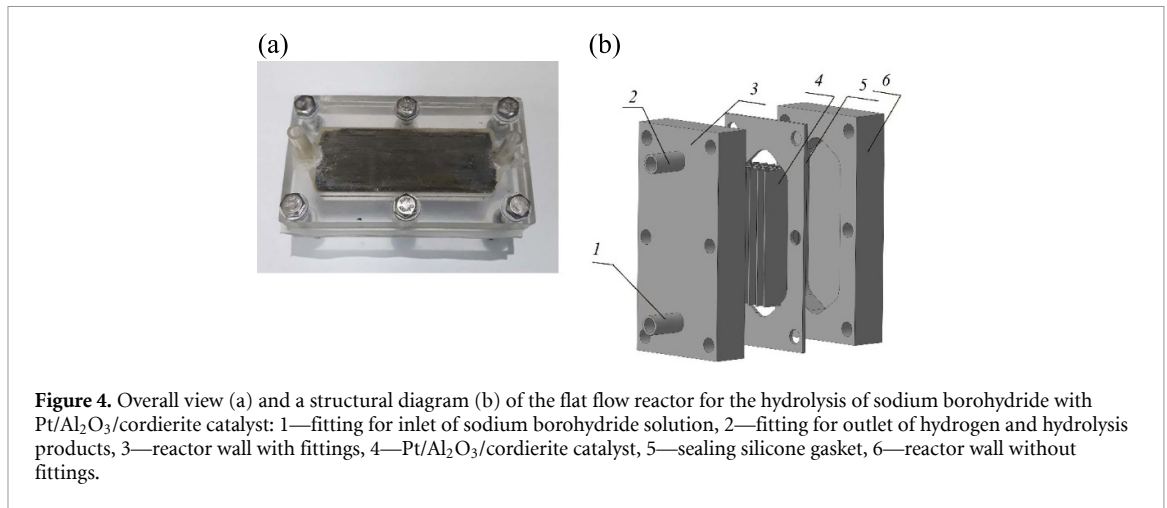 (a)
(b)
1
2
3
4
5
6
Figure 4. Overall view (a) and a structural diagram (b) of the flat flow reactor for the hydrolysis of sodium borohydride with
Pt/Al₂O₃/cordierite catalyst: 1—fitting for inlet of sodium borohydride solution, 2—fitting for outlet of hydrogen and hydrolysis
products, 3—reactor wall with fittings, 4—Pt/Al₂O₃/cordierite catalyst, 5—sealing silicone gasket, 6—reactor wall without
fittings.